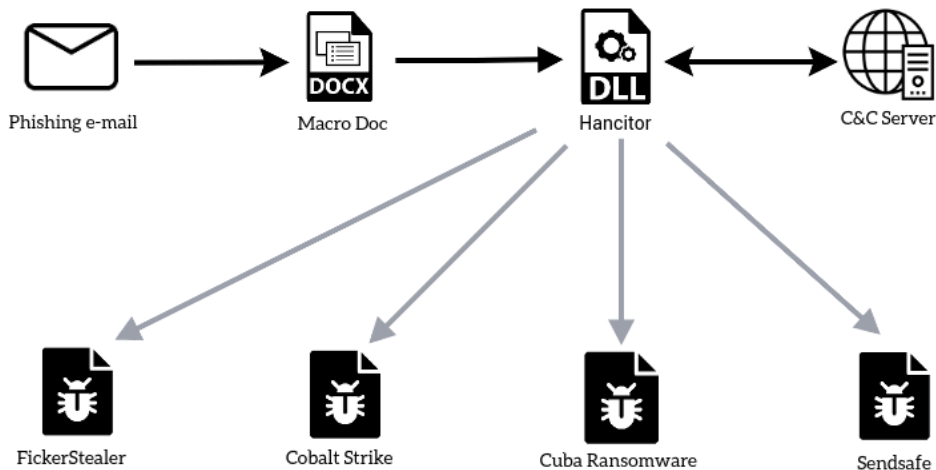 DOCX
DLL
Phishing e-mail
Macro Doc
Hancitor
C&C Server
FickerStealer
Cobalt Strike
Cuba Ransomware
Sendsafe